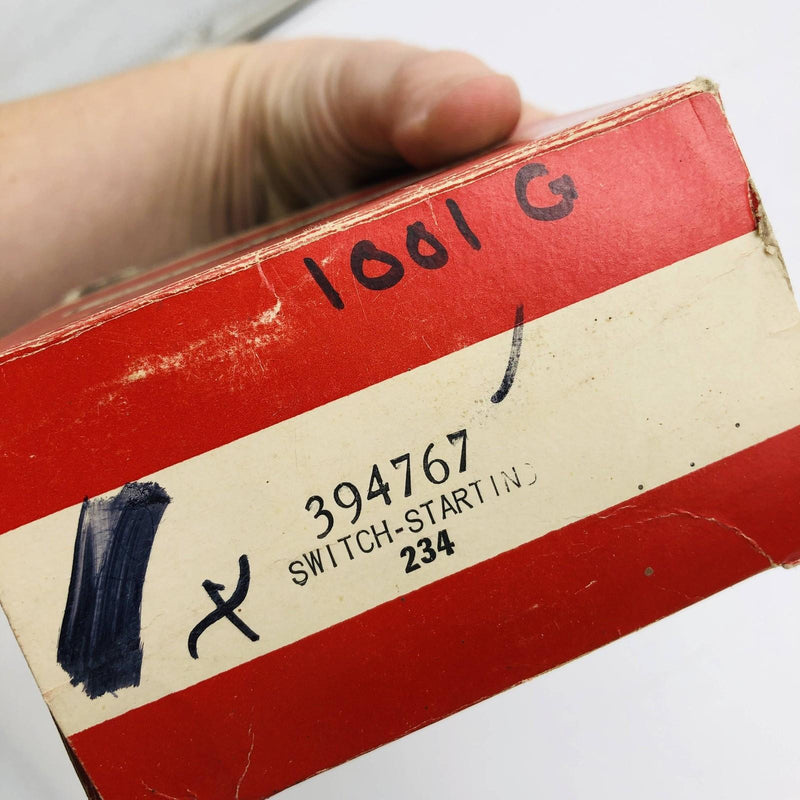 1001 G
394767
SWITCH-STARTING
234
X